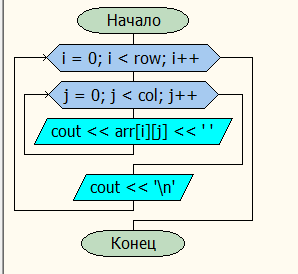 Начало
i = 0; i < row; i++
j = 0; j < col; j++
cout << arr[i][j] << ' '
cout << '\n'
Конец